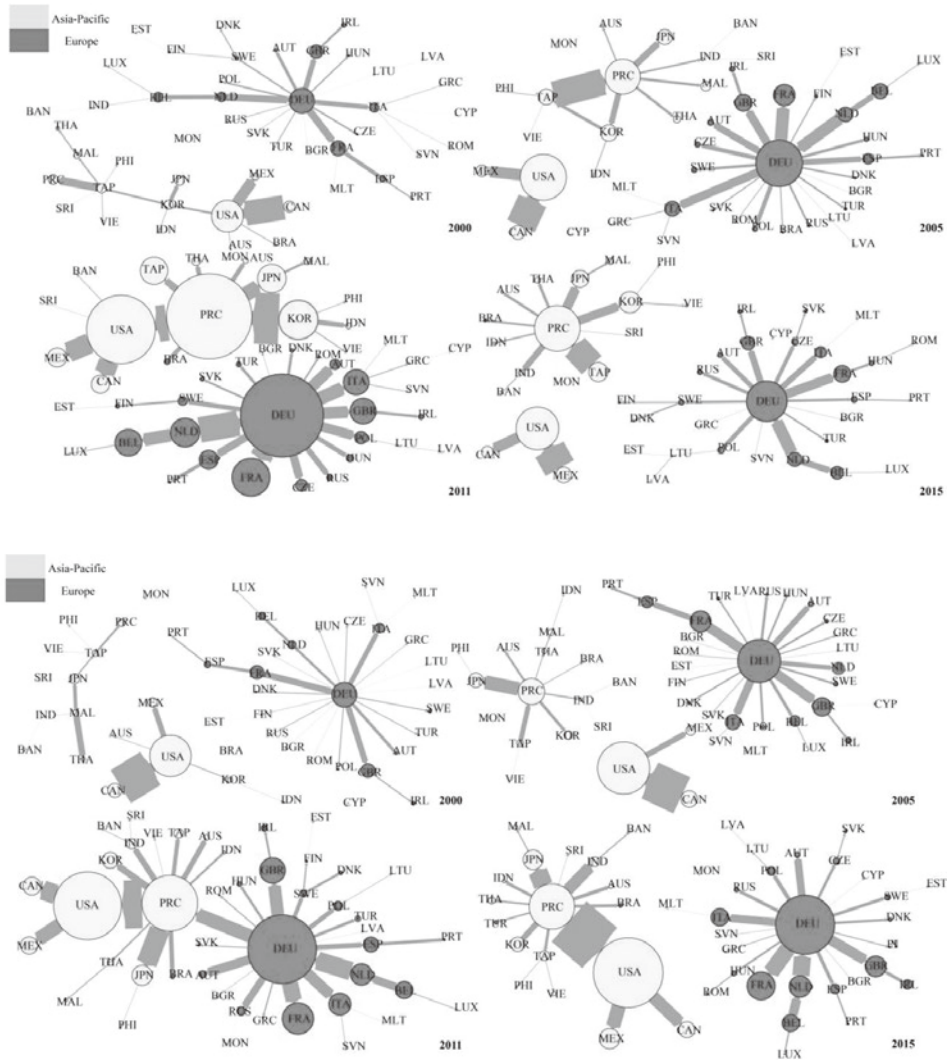 Asia-Pacific
Europe
EST
DNK
FIN
SWE
AUT
GBR
IRL
HUN
LTU
LVA
LUX
POL
DEU
GRC
BAN
IND
BEL
NLD
ITA
CYP
RUS
SVK
CZE
ROM
THA
MON
TUR
BGR
FRA
SVN
MAL
PHI
MLT
ESP
PRT
PRC
TAP
JPN
MEX
SRI
VIE
KOR
USA
CAN
IDN
AUS
BRA
2000
AUS
JPN
BAN
MON
IND
SRI
EST
PRC
IRL
LUX
PHI
TAP
MAL
GBR
FRA
FIN
BEL
NLD
THA
AUT
VIE
KOR
CZE
HUN
MEX
USA
IDN
SWE
DEU
ESP
PRT
DNK
MLT
BGR
CAN
ITA
SVK
TUR
GRC
ROM
LTU
CYP
SVN
POL
BRA
RUS
LVA
2005
BAN
TAP
THA
MON
AUS
JPN
MAL
SRI
USA
PRC
KOR
PHI
IDN
MEX
CAN
BRA
VIE
BGR
DNK
ROM
MLT
TUR
AUT
CYP
SVK
ITA
GRC
SVN
EST
FIN
SWE
DEU
GBR
IRL
BEL
NLD
POL
LTU
LVA
LUX
ESP
HUN
PRT
FRA
CZE
RUS
2011
MAL
PHI
THA
JPN
AUS
KOR
VIE
BRA
PRC
SRI
IDN
IND
MON
TAP
BAN
USA
CAN
MEX
IRL
SVK
MLT
GBR
CYP
CZE
AUT
ITA
ROM
RUS
FRA
HUN
FIN
SWE
DEU
ESP
PRT
DNK
GRC
BGR
TUR
EST
POL
LTU
SVN
NLD
LVA
BEL
LUX
2015
Asia-Pacific
Europe
MON
LUX
SVN
MLT
PHI
PRC
BEL
HUN
CZE
ITA
VIE
TAP
PRT
NLD
GRC
SRI
JPN
ESP
SVK
LTU
FRA
DEU
LVA
IND
MAL
MEX
DNK
EST
FIN
SWE
AUS
USA
RUS
TUR
BAN
THA
BRA
BGR
AUT
KOR
ROM
POL
GBR
CAN
IDN
CYP
IRL
2000
IDN
PRT
ESP
TUR
LVA
RUS
HUN
AUT
MAL
FRA
CZE
AUS
THA
BGR
GRC
PHI
BRA
ROM
DEU
LTU
JPN
PRC
EST
NLD
IND
BAN
FIN
SWE
MON
SRI
DNK
GBR
CYP
TAP
KOR
MEX
SVK
ITA
POL
BEL
VIE
SVN
MLT
LUX
IRL
USA
CAN
2005
SRI
BAN
VIE
TAP
AUS
IND
IDN
KOR
CAN
USA
PRC
MEX
THA
JPN
BRA
MAL
PHI
IRL
EST
GBR
FIN
HUN
DNK
LTU
ROM
SWE
POL
TUR
SVK
DEU
LVA
ESP
PRT
AUT
NLD
BEL
BGR
RUS
ITA
LUX
GRC
FRA
MLT
MON
SVN
2011
MAL
SRI
BAN
JPN
IND
IDN
AUS
THA
PRC
BRA
TUR
KOR
TAP
PHI
VIE
USA
MEX
CAN
LVA
SVK
LTU
AUT
MON
POL
CZE
CYP
RUS
SWE
EST
MLT
ITA
DEU
DNK
SVN
GRC
HUN
GBR
ROM
FRA
NLD
ESP
BGR
IRL
BEL
PRT
LUX
2015